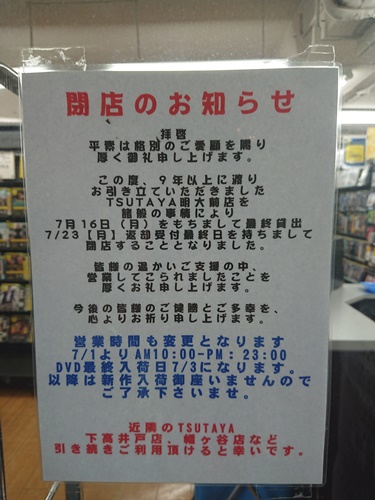 閉店のお知らせ
拝啓
平素は格別のご愛顧を賜り
厚く御礼申し上げます。
この度、9年以上に渡り
お引き立ていただきました
TSUTAYA明大前店を
諸般の事情により
7月16日(月)をもちまして最終貸出
7/23【月】返却受付最終日を持ちまして
閉店することとなりました。
皆様の温かいご支援の中、
営業してこられましたことを
厚くお礼申し上げます。
今後の皆様のご健勝とご多幸を、
心よりお祈り申し上げます。
営業時間も変更となります
7/1よりAM10:00-PM:23:00
DVD最終入荷日7/3になります。
以降は新作入荷御座いませんので
ご了承下さいませ。
近隣のTSUTAYA
下高井戸店、幡ヶ谷店など
引き続きご利用頂けると幸いです。